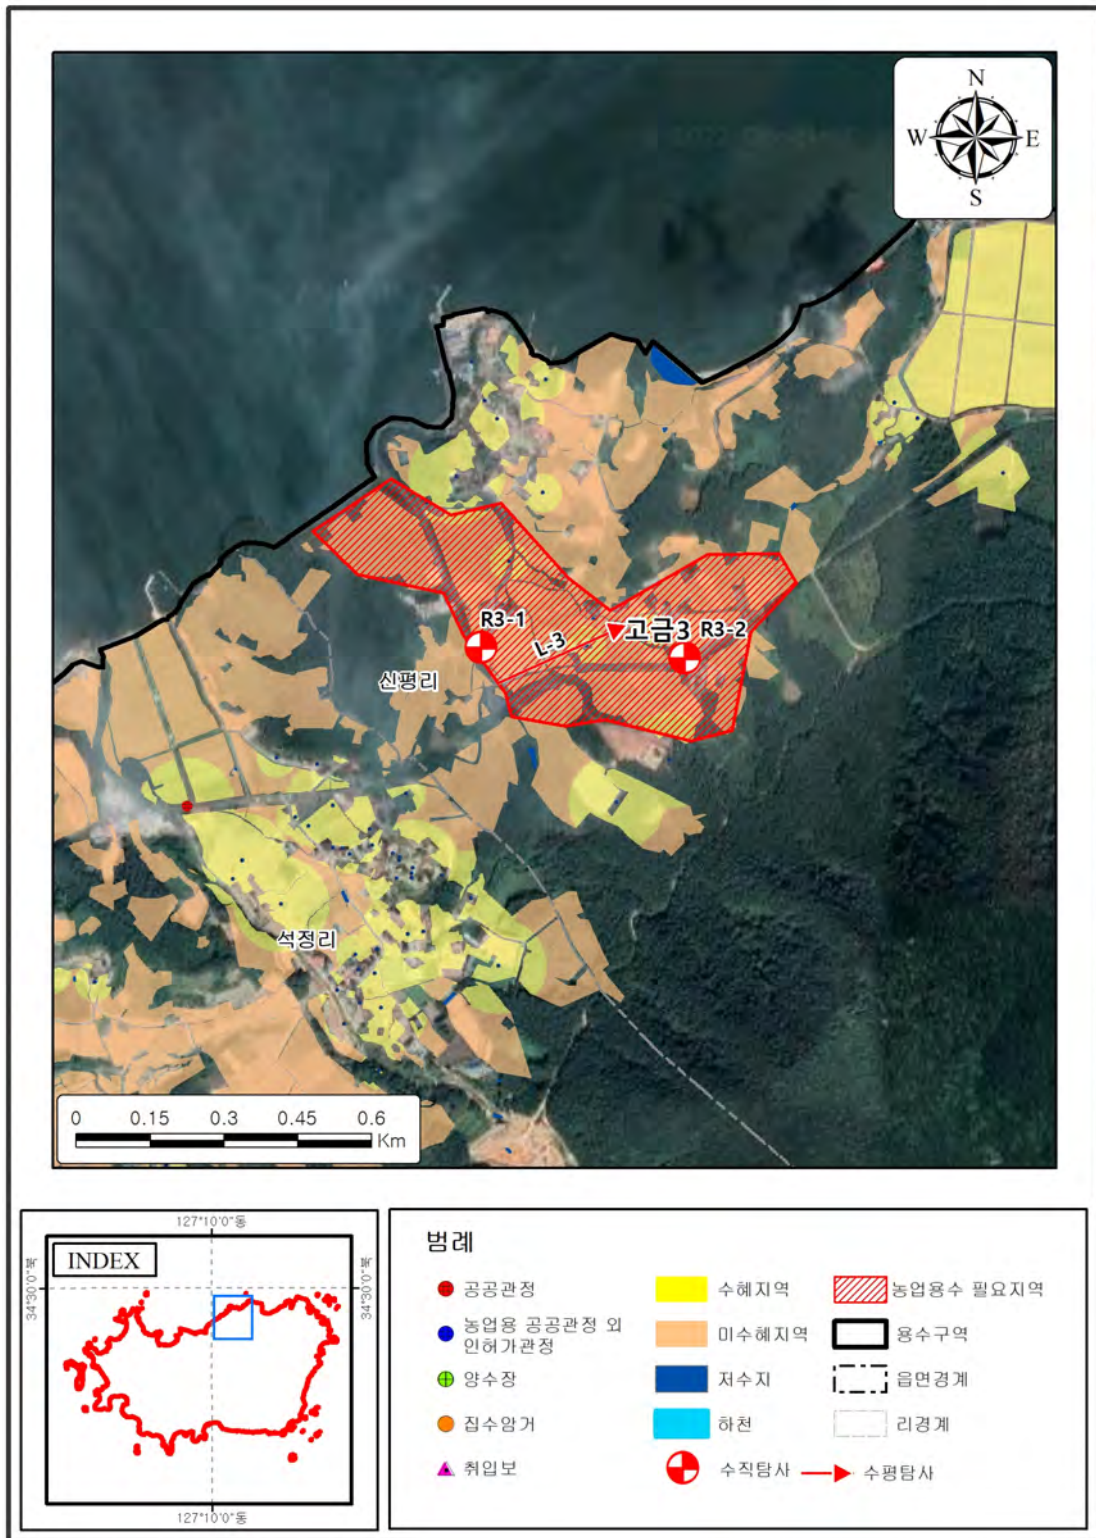 N
W E
S
R3-1
고금3 R3-2
L-3
신평리
석정리
0 0.15 0.3 0.45 0.6
Km
127°10'0"동
INDEX
34°30'0"북
34°30'0"북
127°10'0"동
범례
공공관정
농업용 공공관정 외
인허가관정
양수장
집수암거
취입보
수혜지역
미수혜지역
저수지
하천
수직탐사
농업용수 필요지역
용수구역
읍면경계
리경계
수평탐사